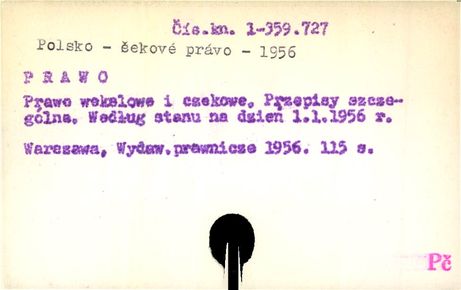 Čís.kn. 1-359.727
Polsko - šekové právo - 1956
P R A W O
Prawo wekslowe i czekowe. Przepisy szcze-
gólne. Według stanu na dzień 1.1.1956 r.
Warszawa, Wydaw.prawnicze 1956. 115 s.
Pč